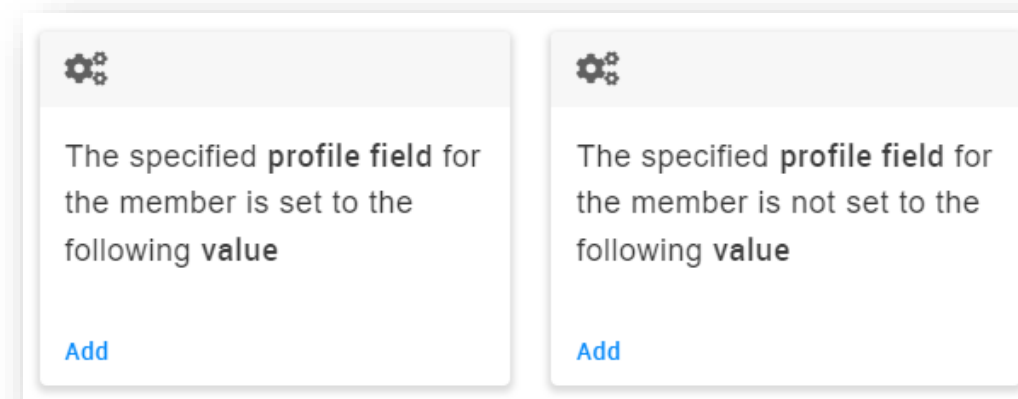 The specified profile field for
the member is set to the
following value
Add
The specified profile field for
the member is not set to the
following value
Add